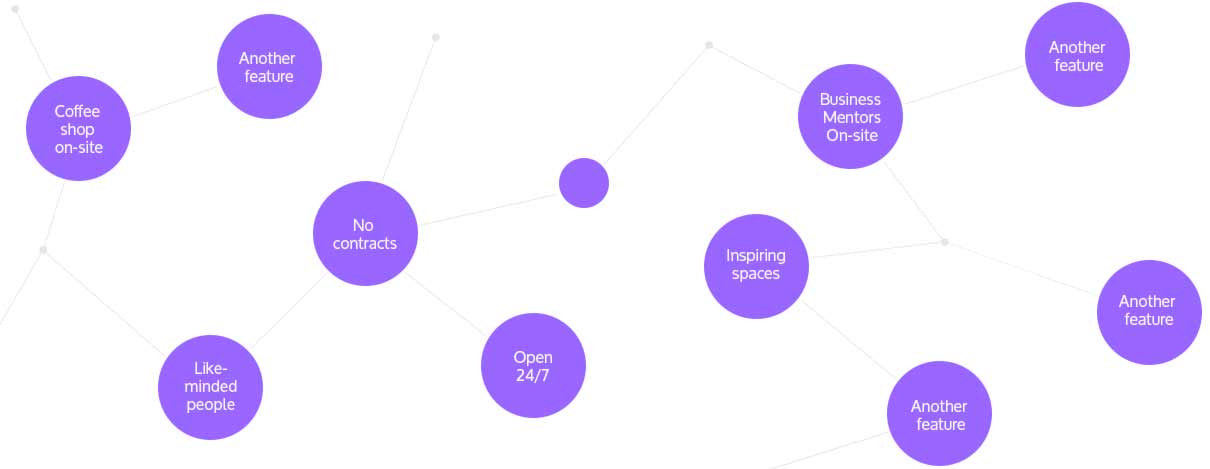 Another
feature
Coffee
shop
on-site
No
contracts
Like-
minded
people
Open
24/7
Another
feature
Business
Mentors
On-site
Inspiring
spaces
Another
feature
Another
feature